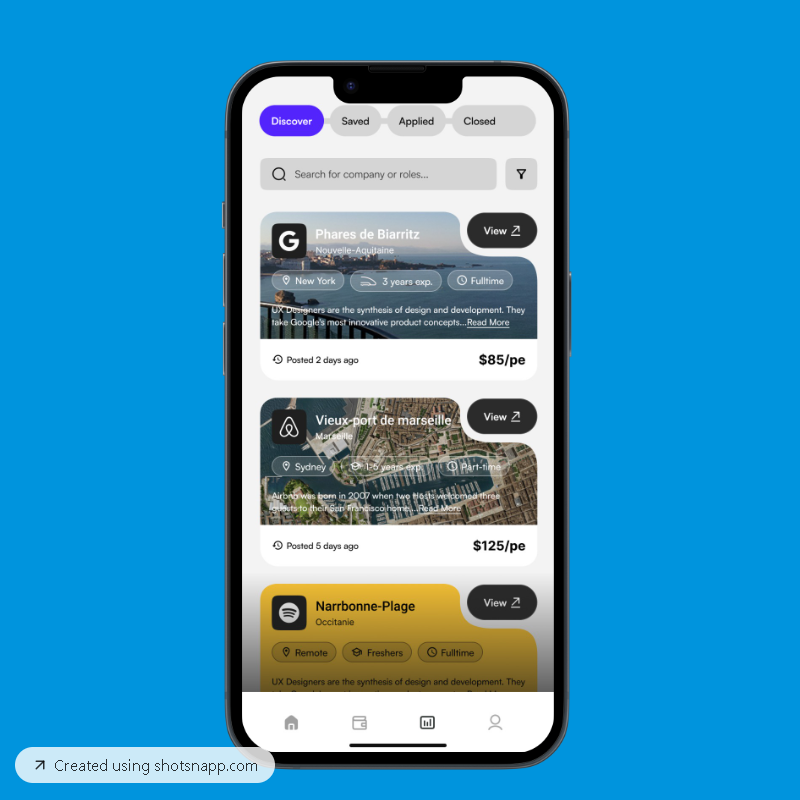 Discover Saved Applied Closed
Search for company or roles...
Phares de Biarritz
View
Nouvelle-Aquitaine
New York 3 years exp. Fulltime
UX Designers are the synthesis of design and development. They
take Google's most innovative product concepts...Read More
Posted 2 days ago $85/pe
Vieux-port de marseille
View
Marseille
Sydney 1-5 years exp. Part-time
Airbnb was born in 2007 when two Hosts welcomed three
guests to their San Francisco home...Read More
Posted 5 days ago $125/pe
Narrbonne-Plage
View
Occitanie
Remote Freshers Fulltime
UX Designers are the synthesis of design and development. They
Created using shotsnapp.com